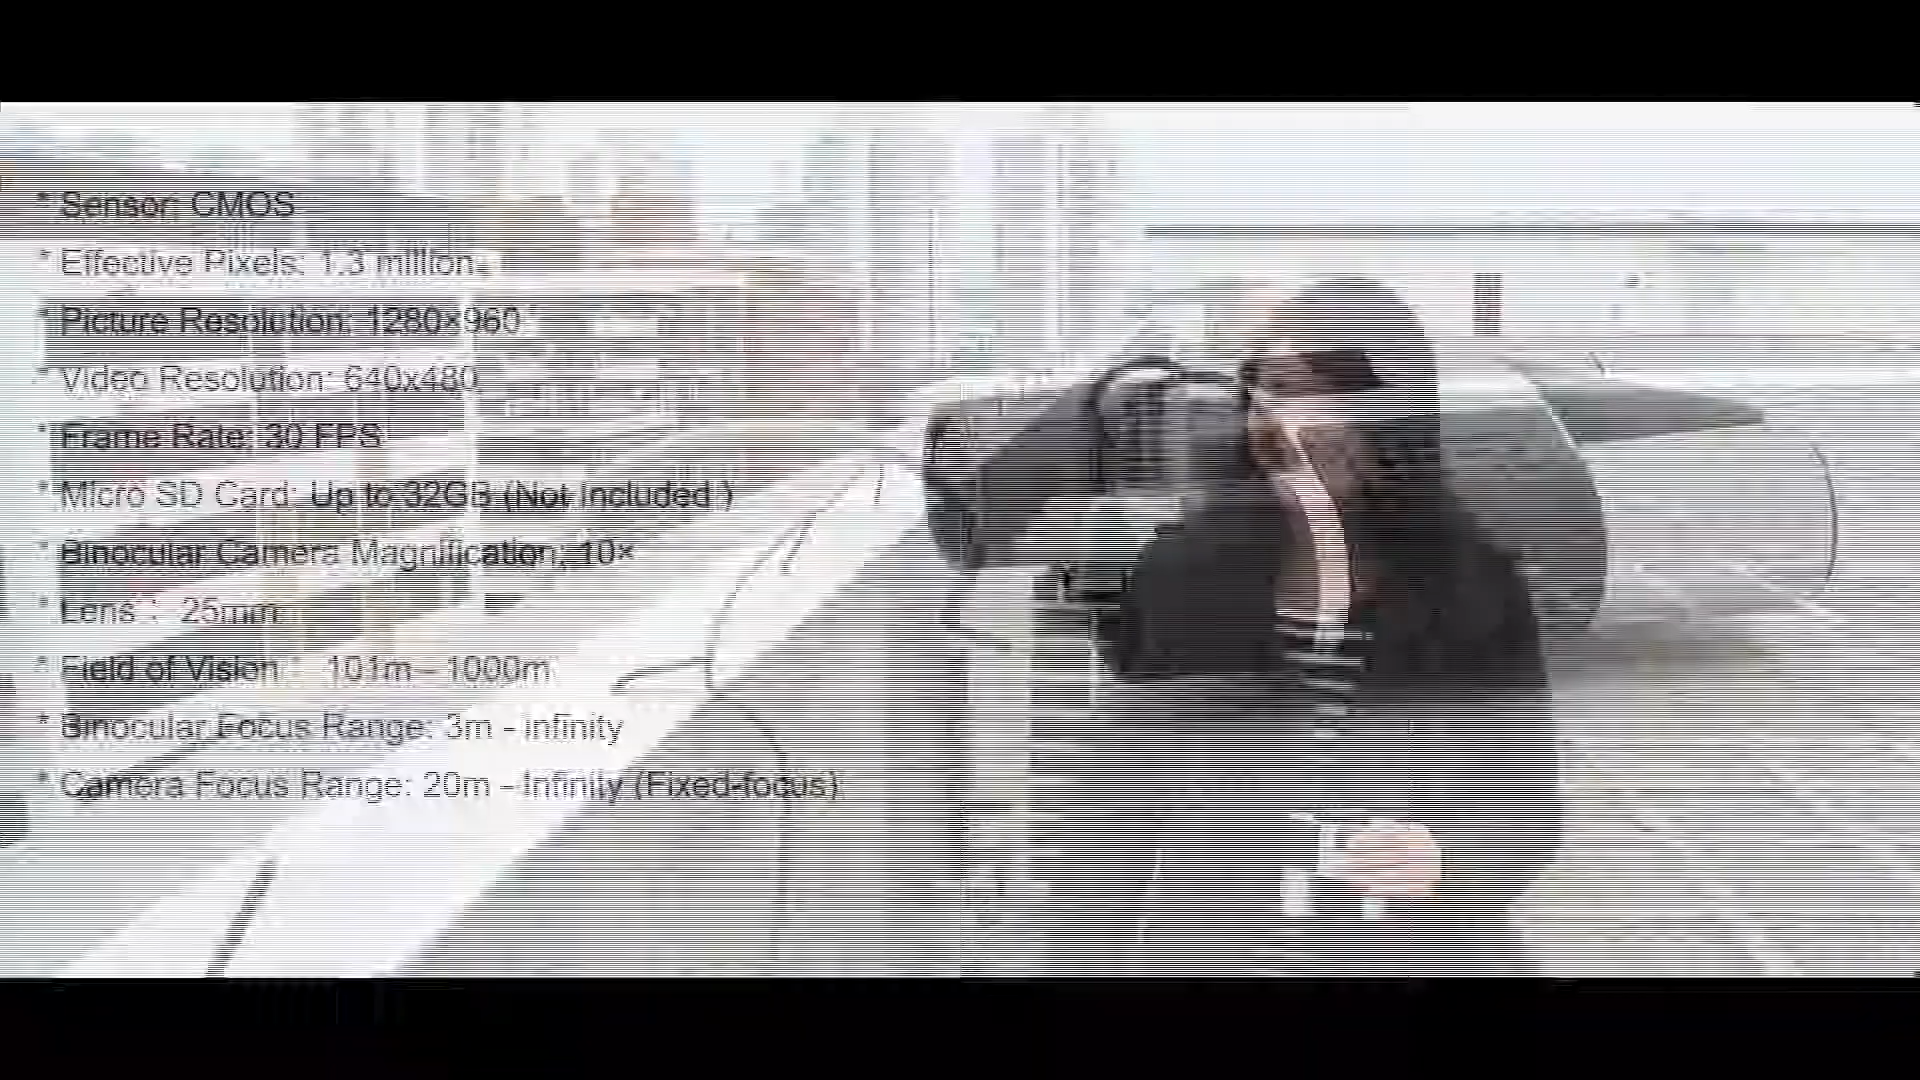 * Sensor: CMOS
* Effective Pixels: 1.3 million
* Picture Resolution: 1280×960
* Video Resolution: 640x480
* Frame Rate: 30 FPS
* Micro SD Card: Up to 32GB (Not Included )
* Binocular Camera Magnification: 10×
* Lens : 25mm
* Field of Vision : 101m - 1000m
* Binocular Focus Range: 3m - Infinity
* Camera Focus Range: 20m - Infinity (Fixed-focus)